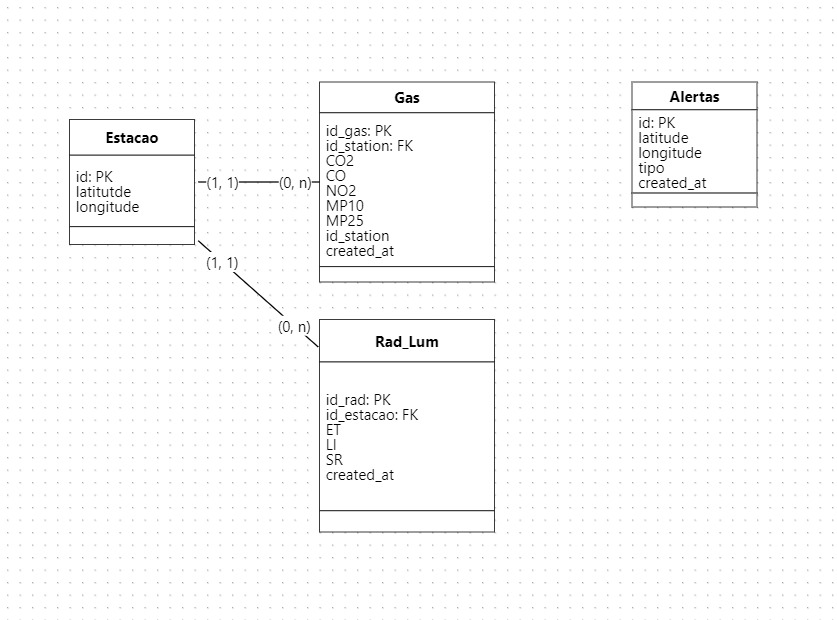 Estacao
id: PK
latitutde
longitude
(1, 1)
(0, n)
Gas
id_gas: PK
id_station: FK
CO2
CO
NO2
MP10
MP25
id_station
created_at
Alertas
id: PK
latitude
longitude
tipo
created_at
(1, 1)
(0, n)
Rad_Lum
id_rad: PK
id_estacao: FK
ET
LI
SR
created_at